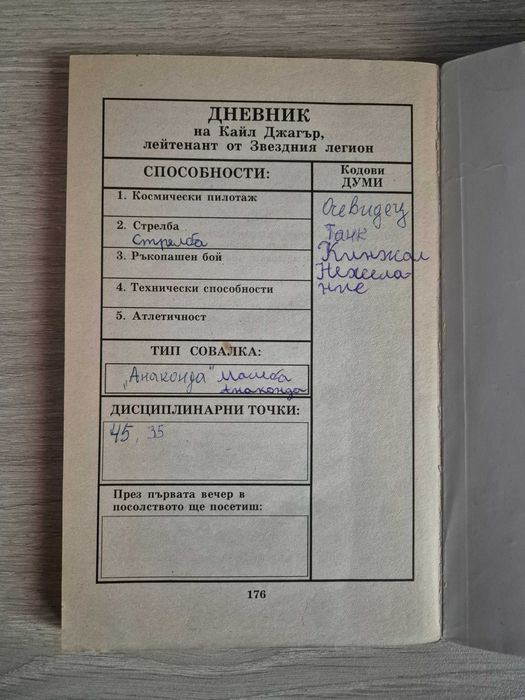 ДНЕВНИК
на Кайл Джагър,
лейтенант от Звездния легион
СПОСОБНОСТИ:
1. Космически пилотаж
2. Стрелба
Стрелба
3. Ръкопашен бой
4. Технически способности
5. Атлетичност
Кодови
ДУМИ
Очевидец
Танк
Кинжал
Нежела-
ние
ТИП СОВАЛКА:
„Анаконда"
Анаконда
ДИСЦИПЛИНАРНИ ТОЧКИ:
45, 35
През първата вечер в
посолството ще посетиш:
176